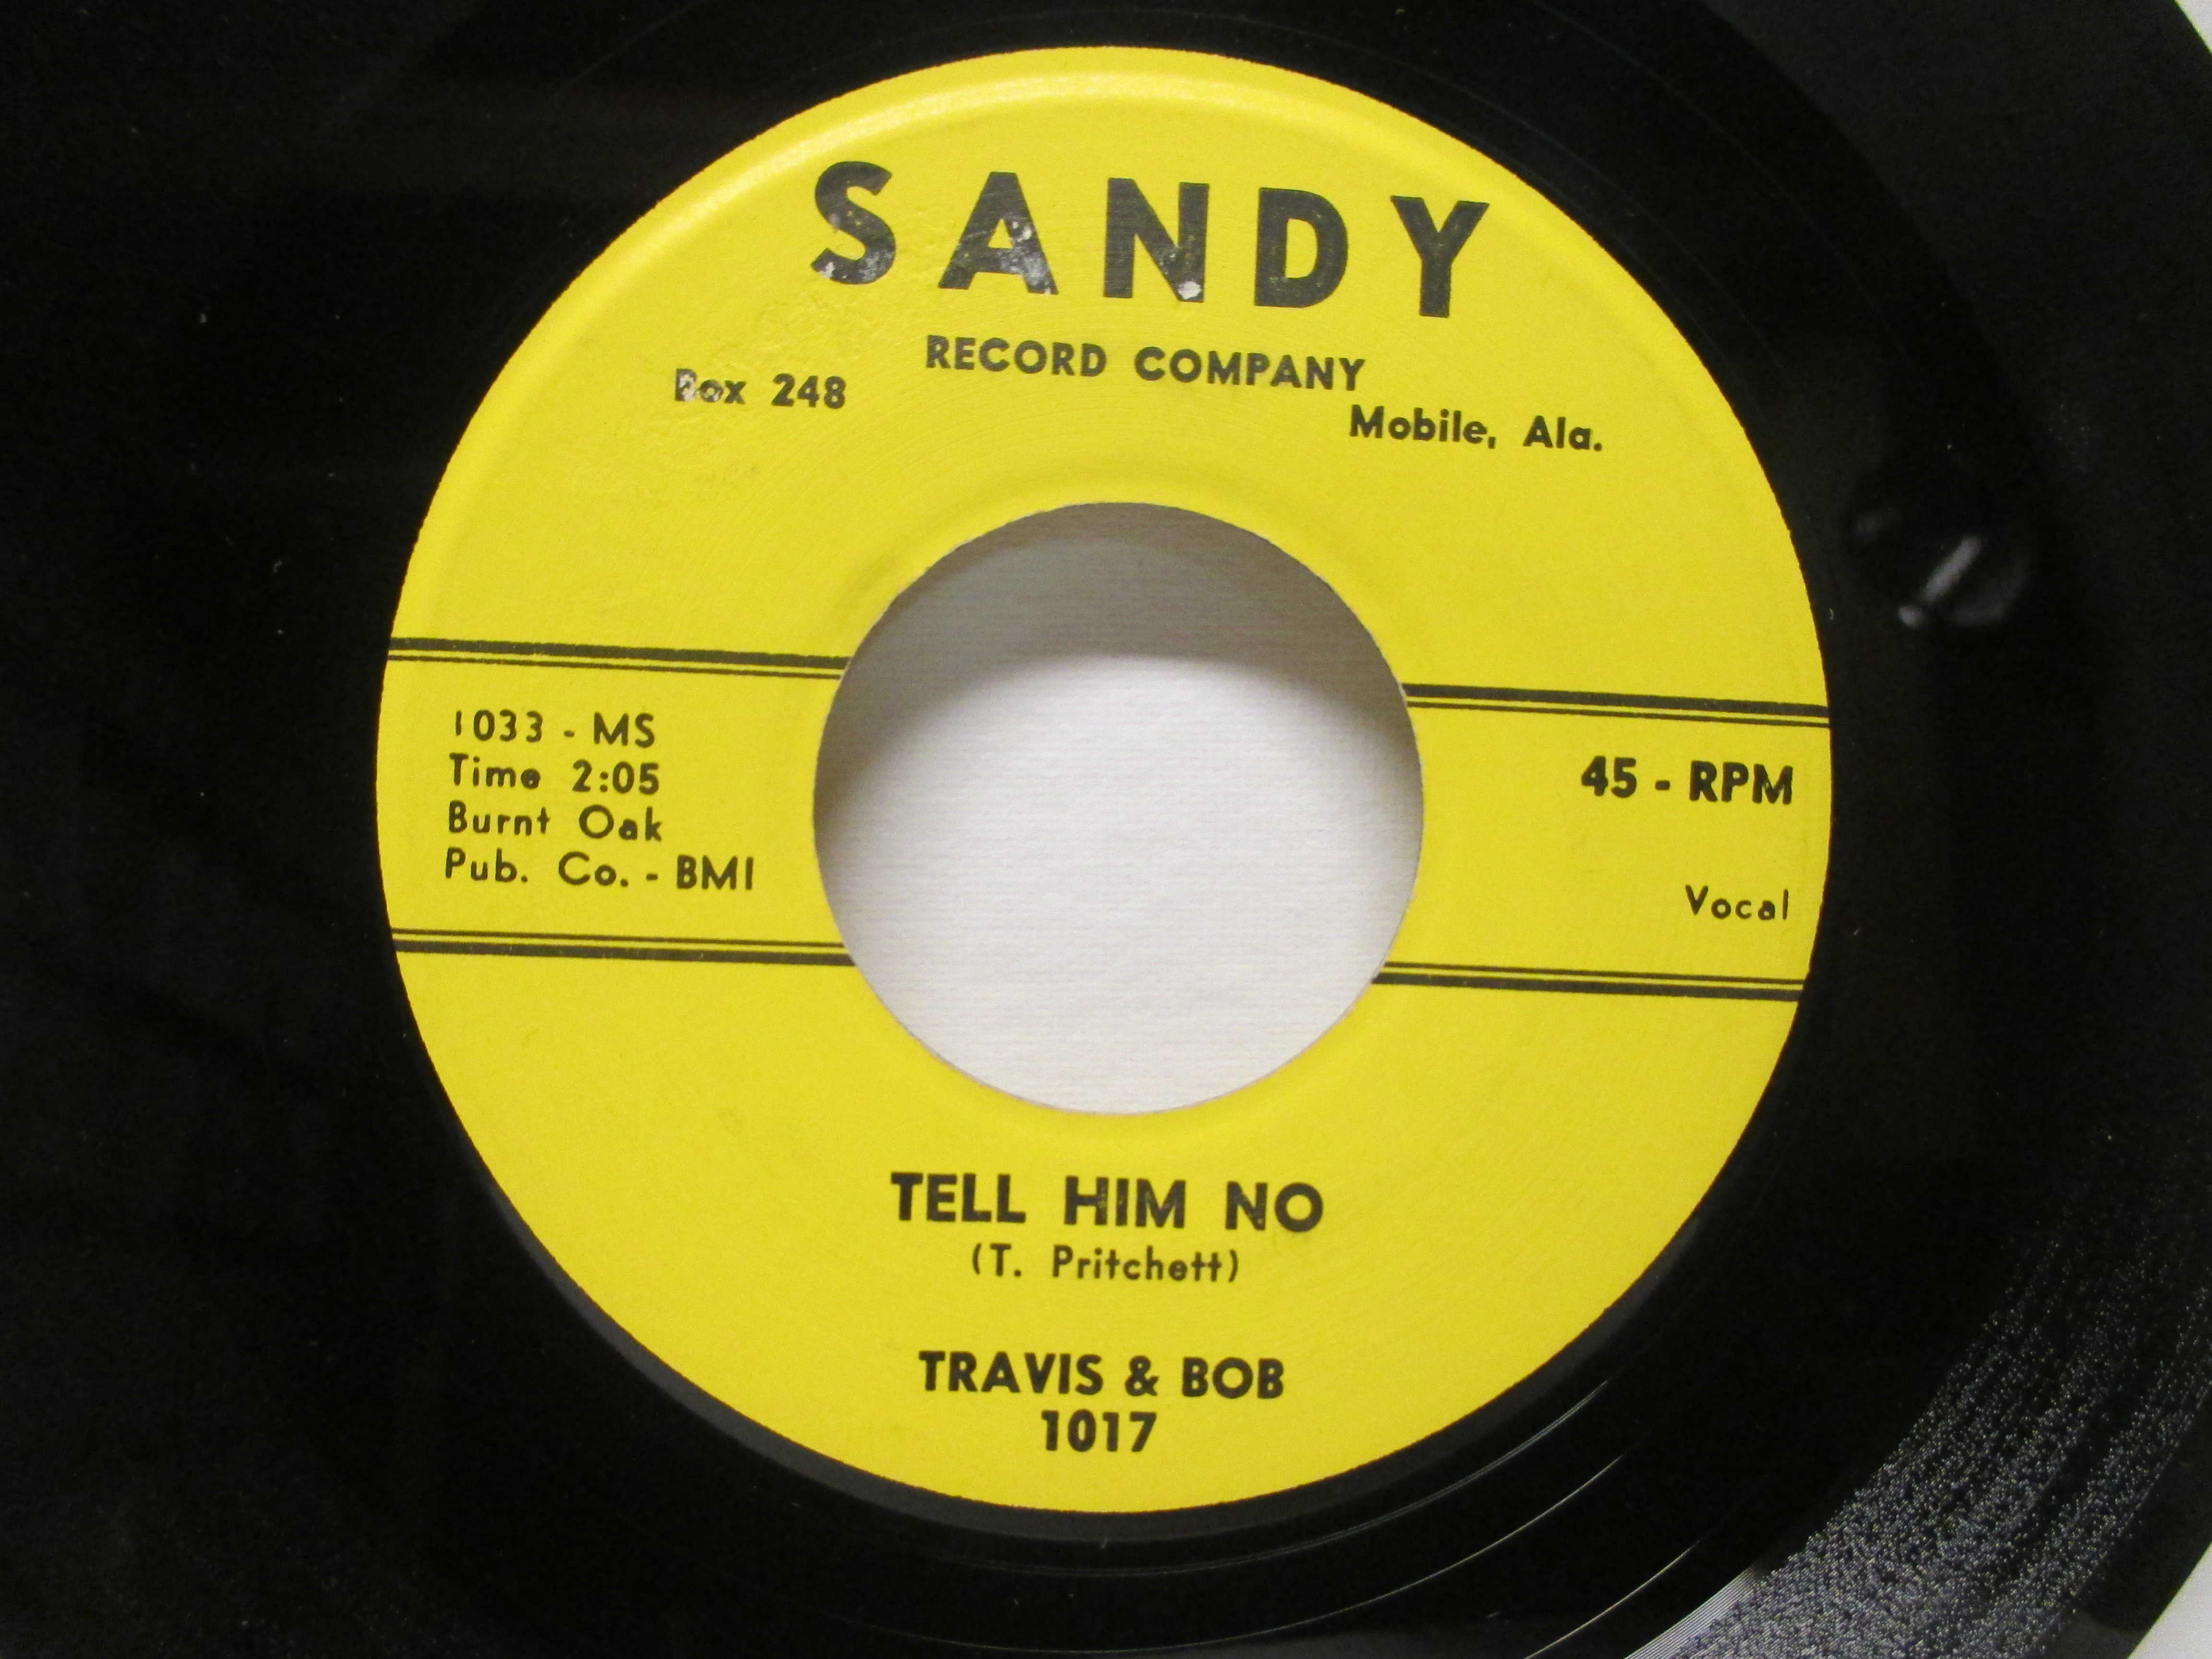 SANDY
RECORD COMPANY
Box 248
Mobile, Ala.
1033 - MS
Time 2:05
Burnt Oak
Pub. Co. - BMI
45 - RPM
Vocal
TELL HIM NO
(T. Pritchett)
TRAVIS & BOB
1017